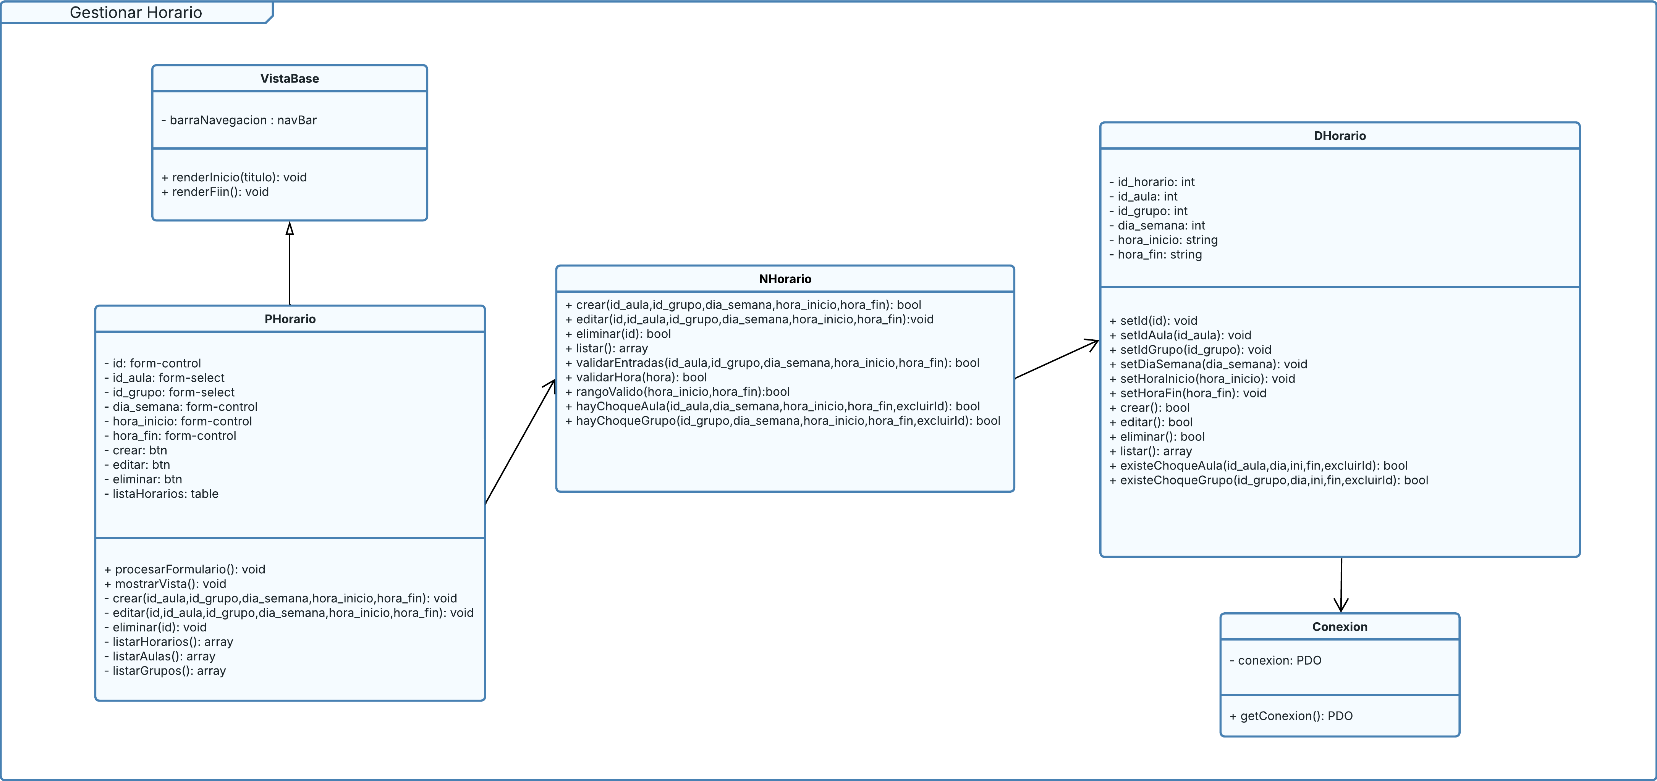 Gestionar Horario
VistaBase
- barraNavegacion : navBar
+ renderInicio(titulo): void
+ renderFiin(): void
PHorario
- id: form-control
- id_aula: form-select
- id_grupo: form-select
- dia_semana: form-control
- hora_inicio: form-control
- hora_fin: form-control
- crear: btn
- editar: btn
- eliminar: btn
- listaHorarios: table
+ procesarFormulario(): void
+ mostrarVista(): void
- crear(id_aula,id_grupo,dia_semana,hora_inicio,hora_fin): void
- editar(id,id_aula,id_grupo,dia_semana,hora_inicio,hora_fin): void
- eliminar(id): void
- listarHorarios(): array
- listarAulas(): array
- listarGrupos(): array
NHorario
+ crear(id_aula,id_grupo,dia_semana,hora_inicio,hora_fin): bool
+ editar(id,id_aula,id_grupo,dia_semana,hora_inicio,hora_fin):void
+ eliminar(id): bool
+ listar(): array
+ validarEntradas(id_aula,id_grupo,dia_semana,hora_inicio,hora_fin): bool
+ validarHora(hora): bool
+ rangoValido(hora_inicio,hora_fin):bool
+ hayChoqueAula(id_aula,dia_semana,hora_inicio,hora_fin,excluirId): bool
+ hayChoqueGrupo(id_grupo,dia_semana,hora_inicio,hora_fin,excluirId): bool
DHorario
- id_horario: int
- id_aula: int
- id_grupo: int
- dia_semana: int
- hora_inicio: string
- hora_fin: string
+ setId(id): void
+ setIdAula(id_aula): void
+ setIdGrupo(id_grupo): void
+ setDiaSemana(dia_semana): void
+ setHoraInicio(hora_inicio): void
+ setHoraFin(hora_fin): void
+ crear(): bool
+ editar(): bool
+ eliminar(): bool
+ listar(): array
+ existeChoqueAula(id_aula,dia,ini,fin,excluirId): bool
+ existeChoqueGrupo(id_grupo,dia,ini,fin,excluirId): bool
Conexion
- conexion: PDO
+ getConexion(): PDO